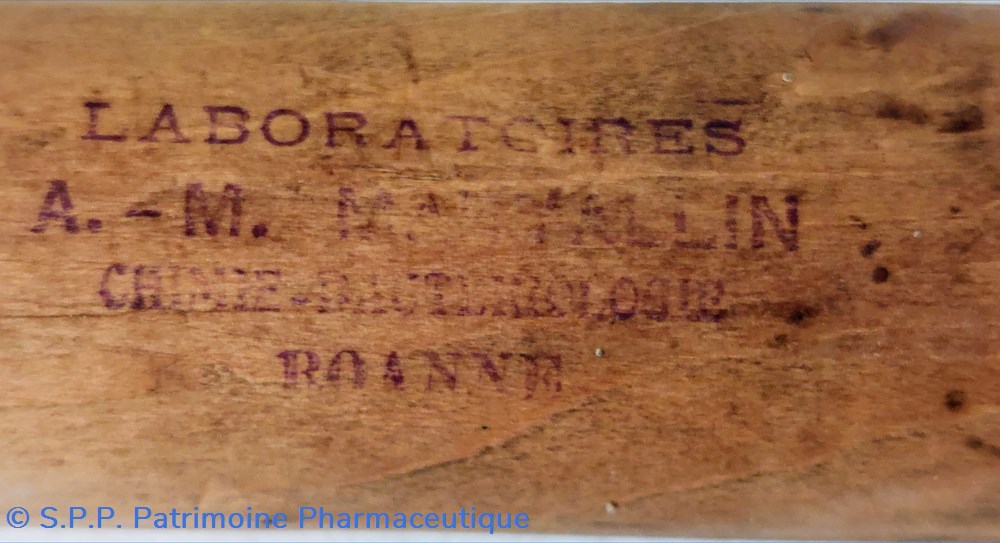 LABORATOIRES
A.-M.
CHIMIE-BACTERIOLOGIE
ROANNE
© S.P.P. Patrimoine Pharmaceutique